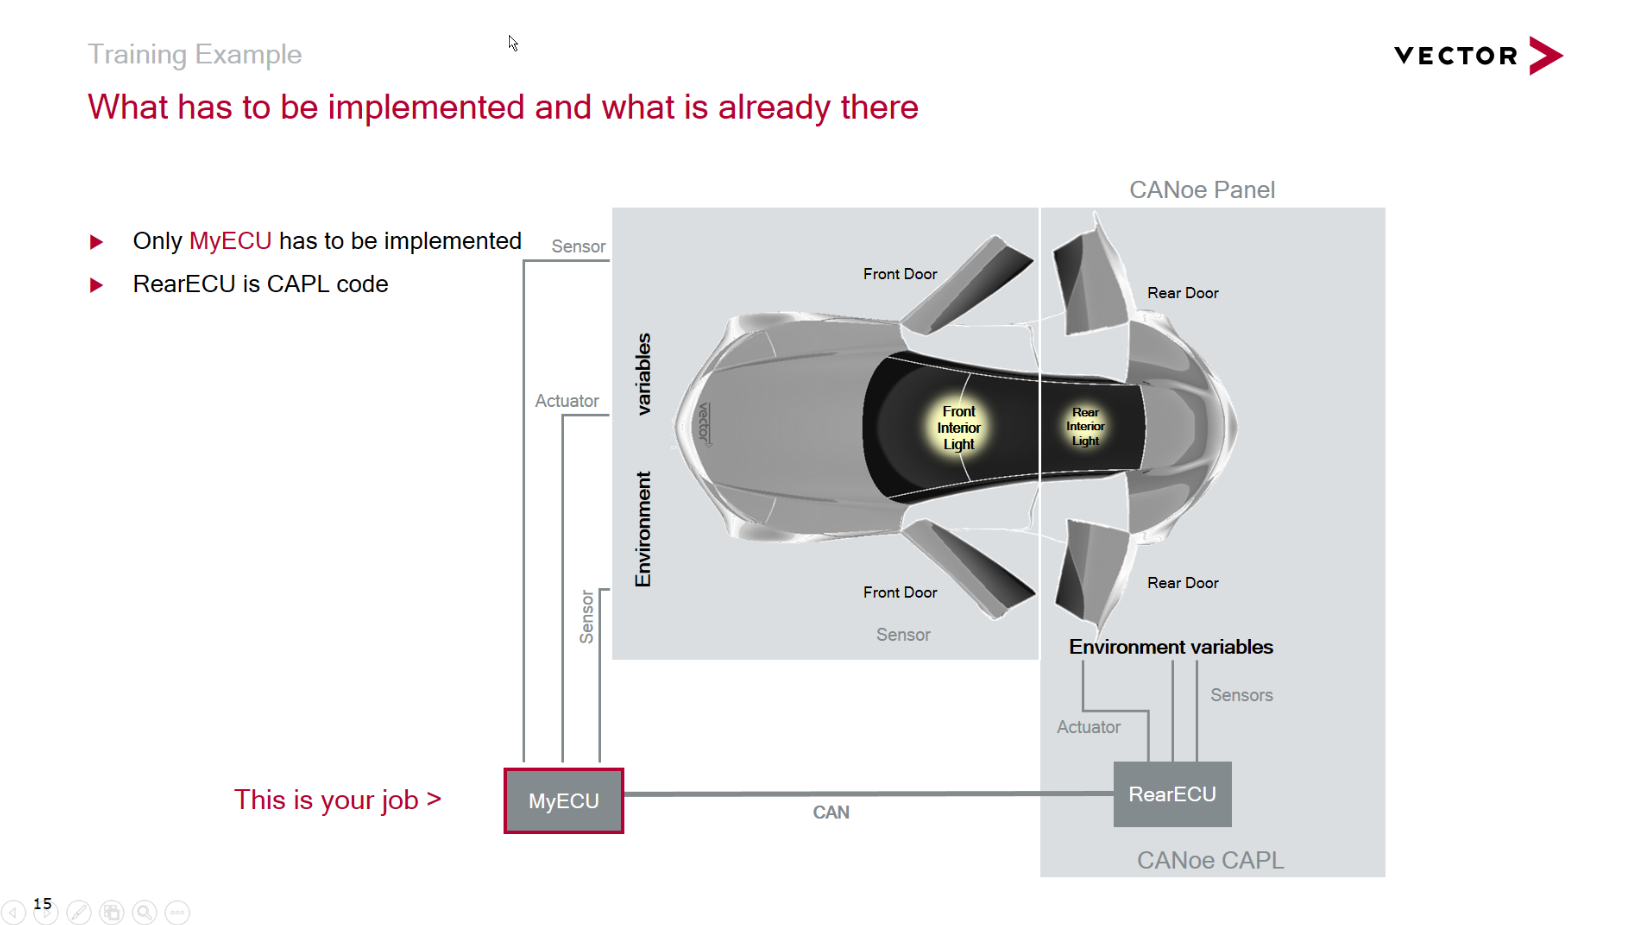 Training Example
VECTOR
What has to be implemented and what is already there
CANoe Panel
Only MyECU has to be implemented
RearECU is CAPL code
Sensor
Front Door
Rear Door
variables
Actuator
vector
Front
Interior
Light
Rear
Interior
Light
Environment
Sensor
Front Door
Rear Door
Sensor
Environment variables
Sensors
Actuator
This is your job >
MyECU
CAN
RearECU
CANoe CAPL
15